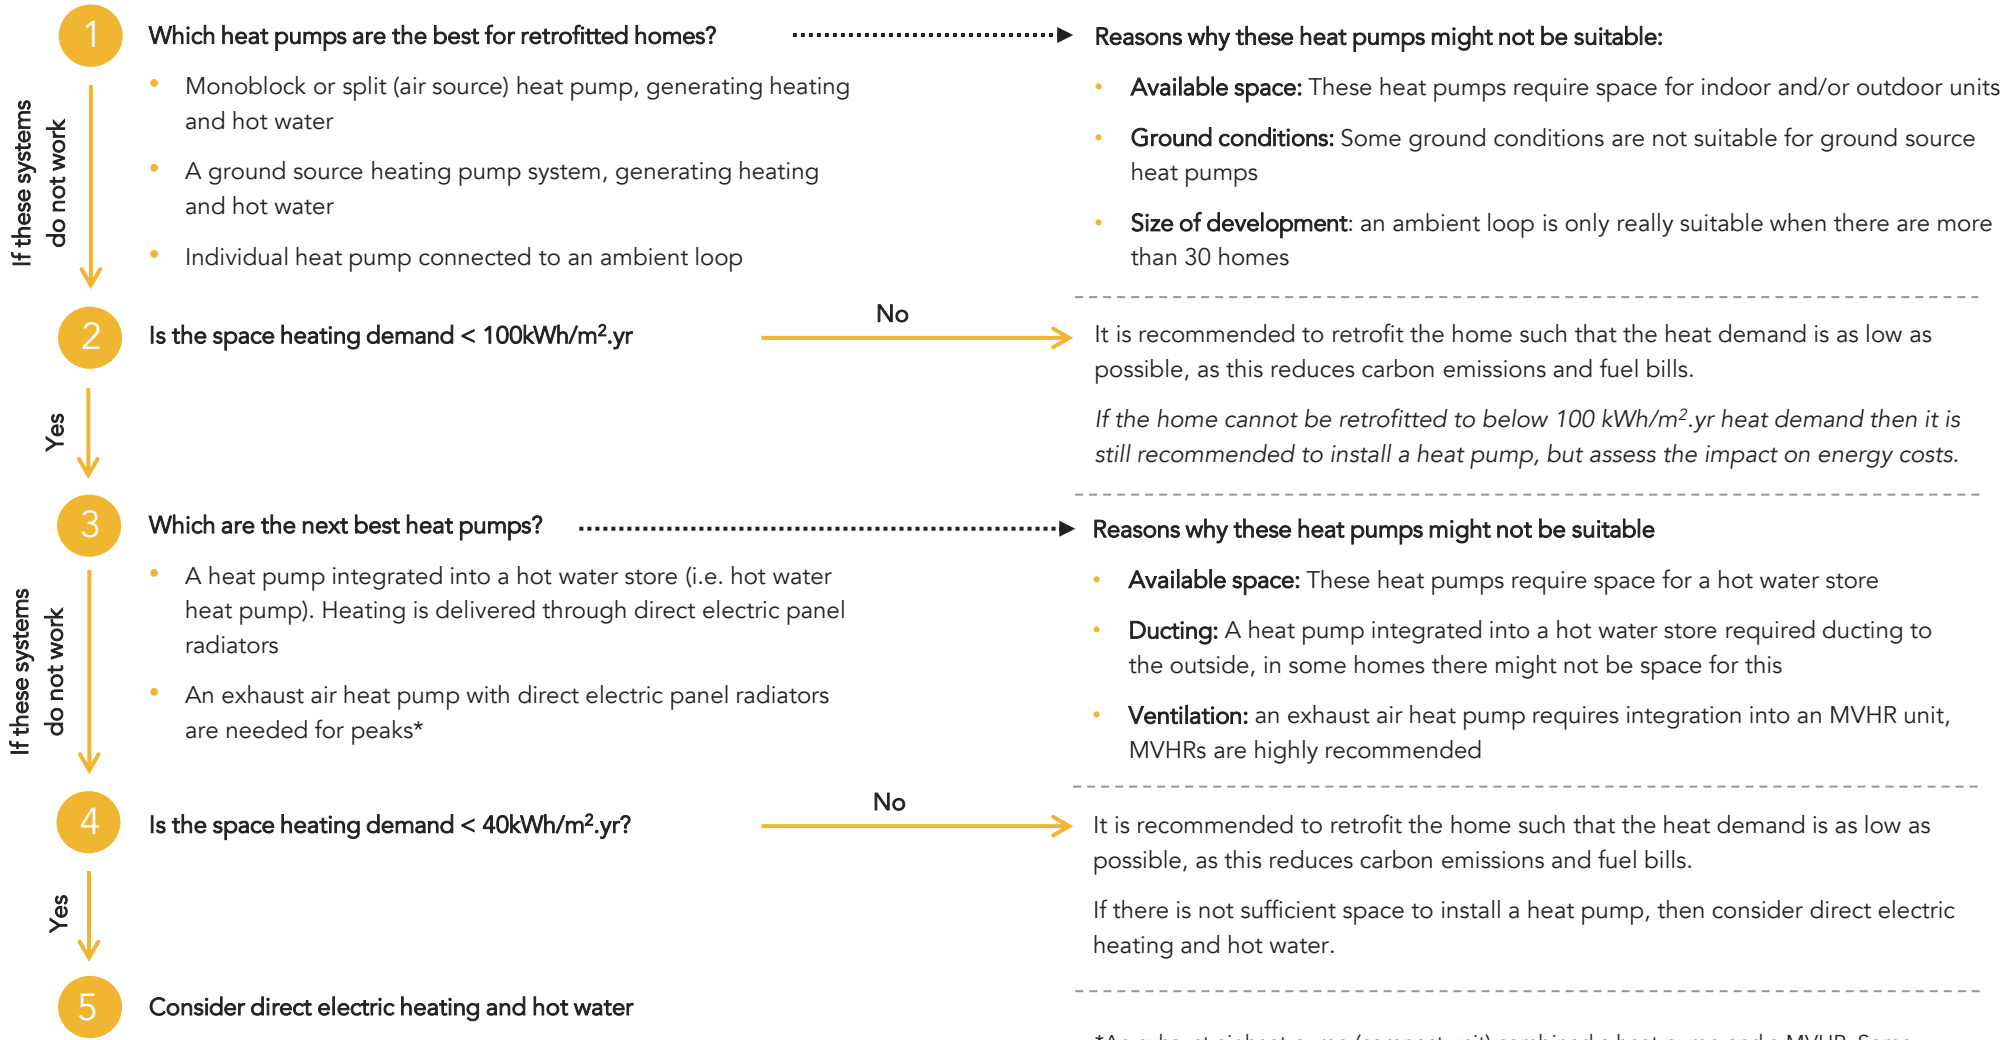 1
Which heat pumps are the best for retrofitted homes?
If these systems
do not work
• Monoblock or split (air source) heat pump, generating heating
and hot water
• A ground source heating pump system, generating heating
and hot water
• Individual heat pump connected to an ambient loop
Reasons why these heat pumps might not be suitable:
• Available space: These heat pumps require space for indoor and/or outdoor units
• Ground conditions: Some ground conditions are not suitable for ground source
heat pumps
• Size of development: an ambient loop is only really suitable when there are more
than 30 homes
2
Is the space heating demand < 100kWh/m².yr
No
Yes
It is recommended to retrofit the home such that the heat demand is as low as
possible, as this reduces carbon emissions and fuel bills.
If the home cannot be retrofitted to below 100 kWh/m².yr heat demand then it is
still recommended to install a heat pump, but assess the impact on energy costs.
3
Which are the next best heat pumps?
If these systems
do not work
• A heat pump integrated into a hot water store (i.e. hot water
heat pump). Heating is delivered through direct electric panel
radiators
• An exhaust air heat pump with direct electric panel radiators
are needed for peaks*
Reasons why these heat pumps might not be suitable
• Available space: These heat pumps require space for a hot water store
• Ducting: A heat pump integrated into a hot water store required ducting to
the outside, in some homes there might not be space for this
• Ventilation: an exhaust air heat pump requires integration into an MVHR unit,
MVHRs are highly recommended
4
Is the space heating demand < 40kWh/m².yr?
No
Yes
It is recommended to retrofit the home such that the heat demand is as low as
possible, as this reduces carbon emissions and fuel bills.
If there is not sufficient space to install a heat pump, then consider direct electric
heating and hot water.
5
Consider direct electric heating and hot water
*An exhaust air heat pump (compact unit) combined a heat pump and a MVHR. Some